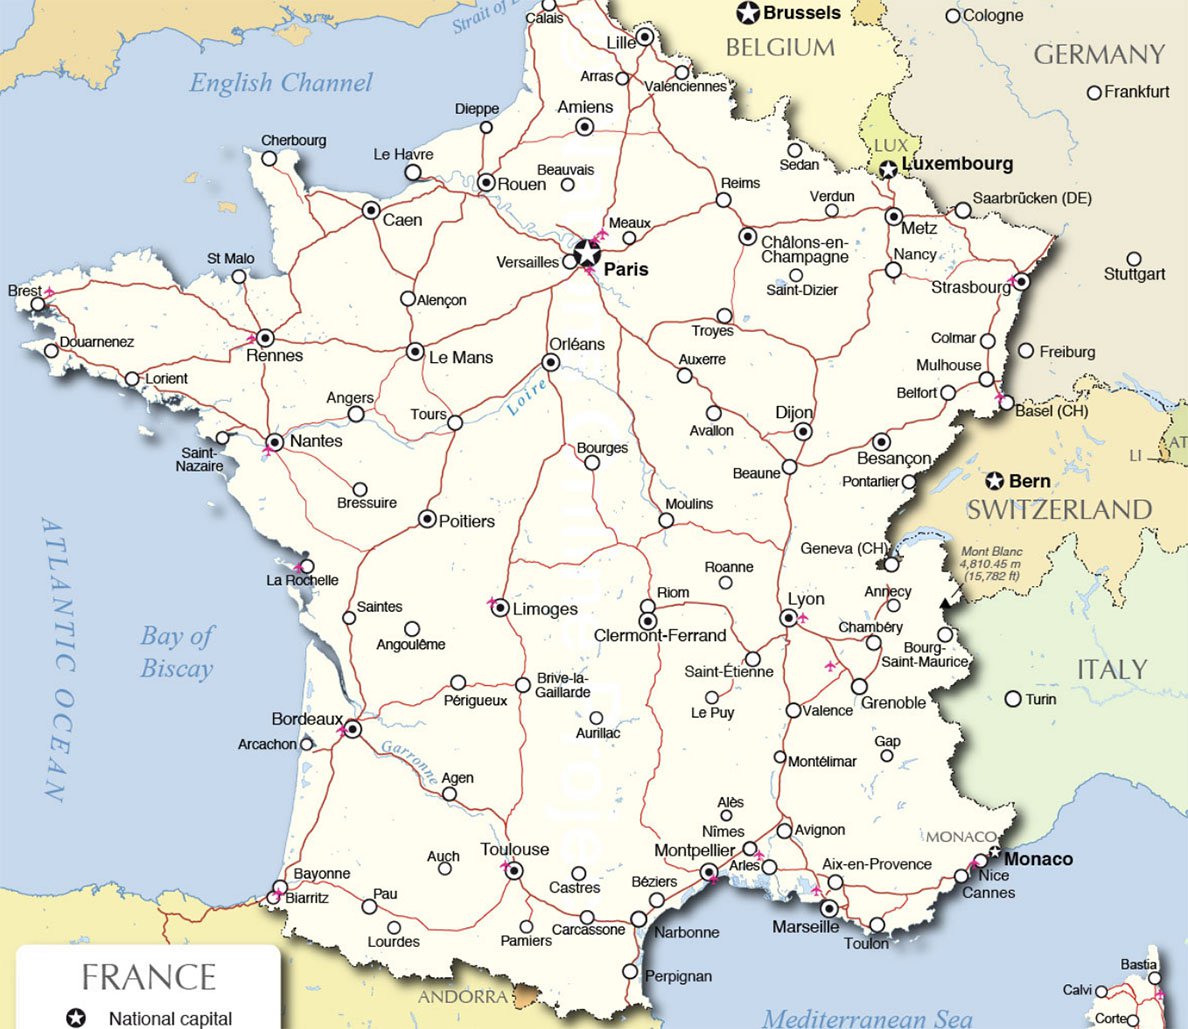 Strait of
Calais
Brussels
Cologne
Lille
BELGIUM
GERMANY
English Channel
Arras
Valenciennes
Frankfurt
Dieppe
Amiens
Cherbourg
LUX
Le Havre
Beauvais
Sedan
Luxembourg
Rouen
Reims
Verdun
Saarbrücken (DE)
Caen
Meaux
Metz
Châlons-en-
Champagne
St Malo
Versailles
Paris
Nancy
Stuttgart
Brest
Alençon
Saint-Dizier
Strasbourg
Douarnenez
Rennes
Le Mans
Orléans
Troyes
Colmar
Freiburg
Auxerre
Mulhouse
Lorient
Angers
Tours
Loire
Belfort
Basel (CH)
Dijon
Avallon
Nantes
AT
Saint-
Nazaire
Bourges
Besançon
LI
Beaune
Pontarlier
Bern
Bressuire
Moulins
SWITZERLAND
Poitiers
ATLANTIC OCEAN
Geneva (CH)
Mont Blanc
4,810.45 m
(15,782 ft)
La Rochelle
Roanne
Riom
Annecy
Saintes
Limoges
Lyon
Bay of
Biscay
Angoulême
Clermont-Ferrand
Chambéry
Bourg-
Saint-Maurice
Saint-Étienne
ITALY
Périgueux
Brive-la-
Gaillarde
Le Puy
Grenoble
Turin
Bordeaux
Valence
Aurillac
Arcachon
Garronne
Gap
Montélimar
Agen
Alès
Nîmes
Avignon
MONACO
Auch
Toulouse
Montpellier
Arles
Aix-en-Provence
Monaco
Bayonne
Castres
Béziers
Nice
Cannes
Biarritz
Pau
Carcassonne
Narbonne
Marseille
Lourdes
Pamiers
Toulon
FRANCE
Perpignan
Bastia
ANDORRA
Calvi
National capital
Mediterranean Sea
Corte